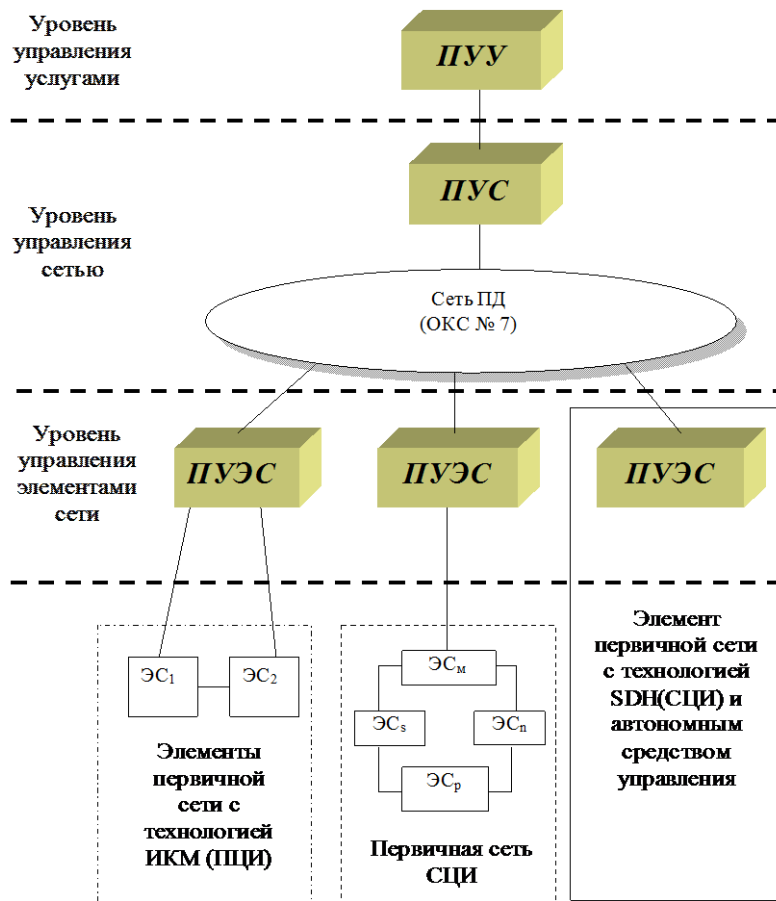 Уровень
управления
услугами
ПУУ
Уровень
управления
сетью
ПУС
Сеть ПД
(ОКС № 7)
Уровень
управления
элементами
сети
ПУЭС
ПУЭС
ПУЭС
ЭС1
ЭС2
Элементы
первичной
сети с
технологией
ИКМ (ПЦИ)
ЭСм
ЭСs
ЭСn
ЭСp
Первичная сеть
СЦИ
Элемент
первичной сети
с технологией
SDH(СЦИ) и
автономным
средством
управления